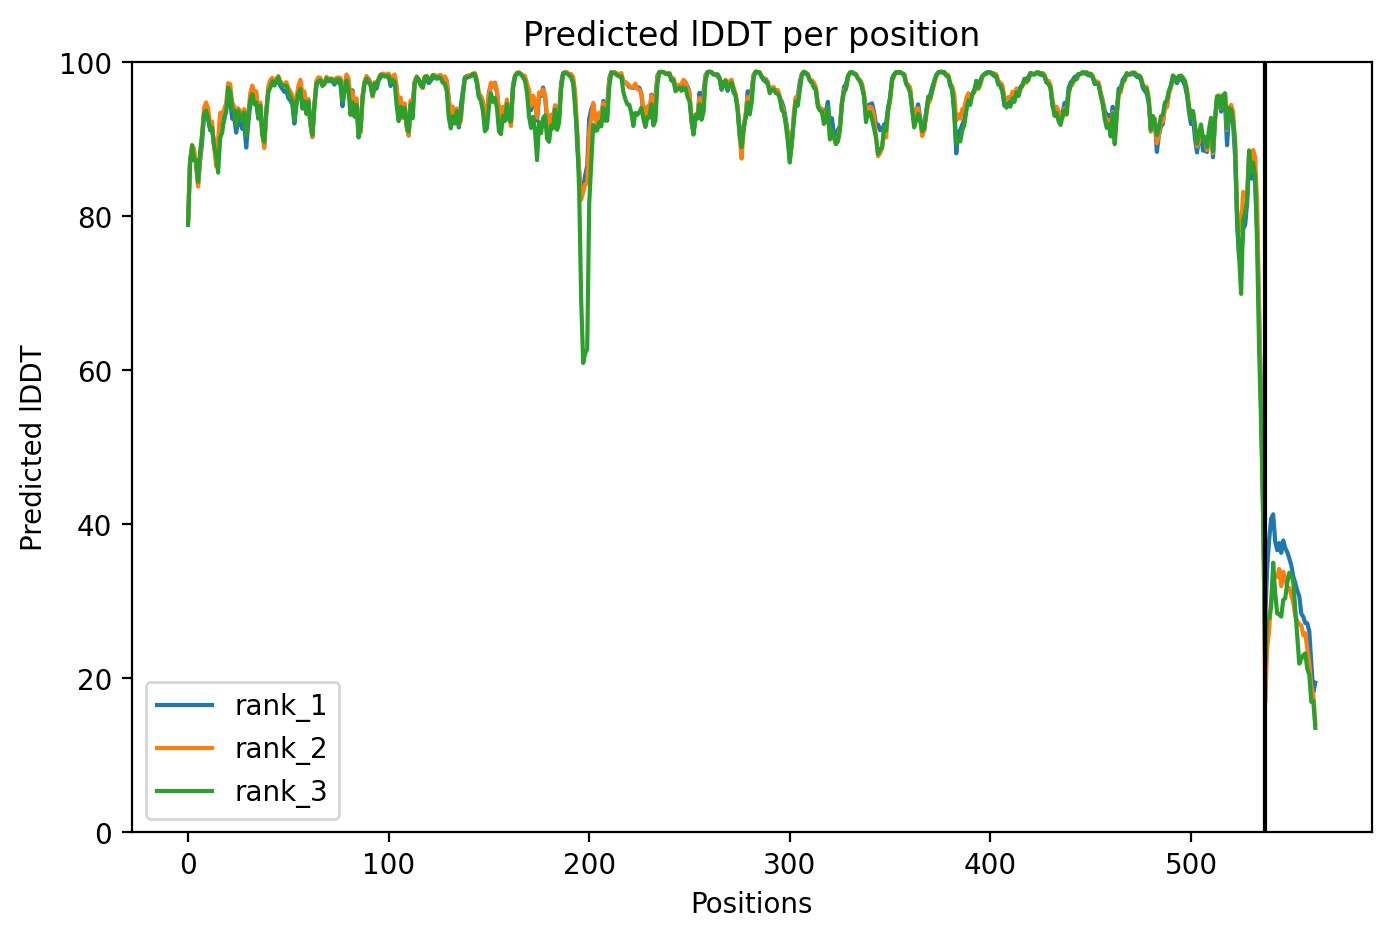 Predicted lDDT per position
100
80
60
40
20
0
Predicted lDDT
rank_1
rank_2
rank_3
0 100 200 300 400 500
Positions